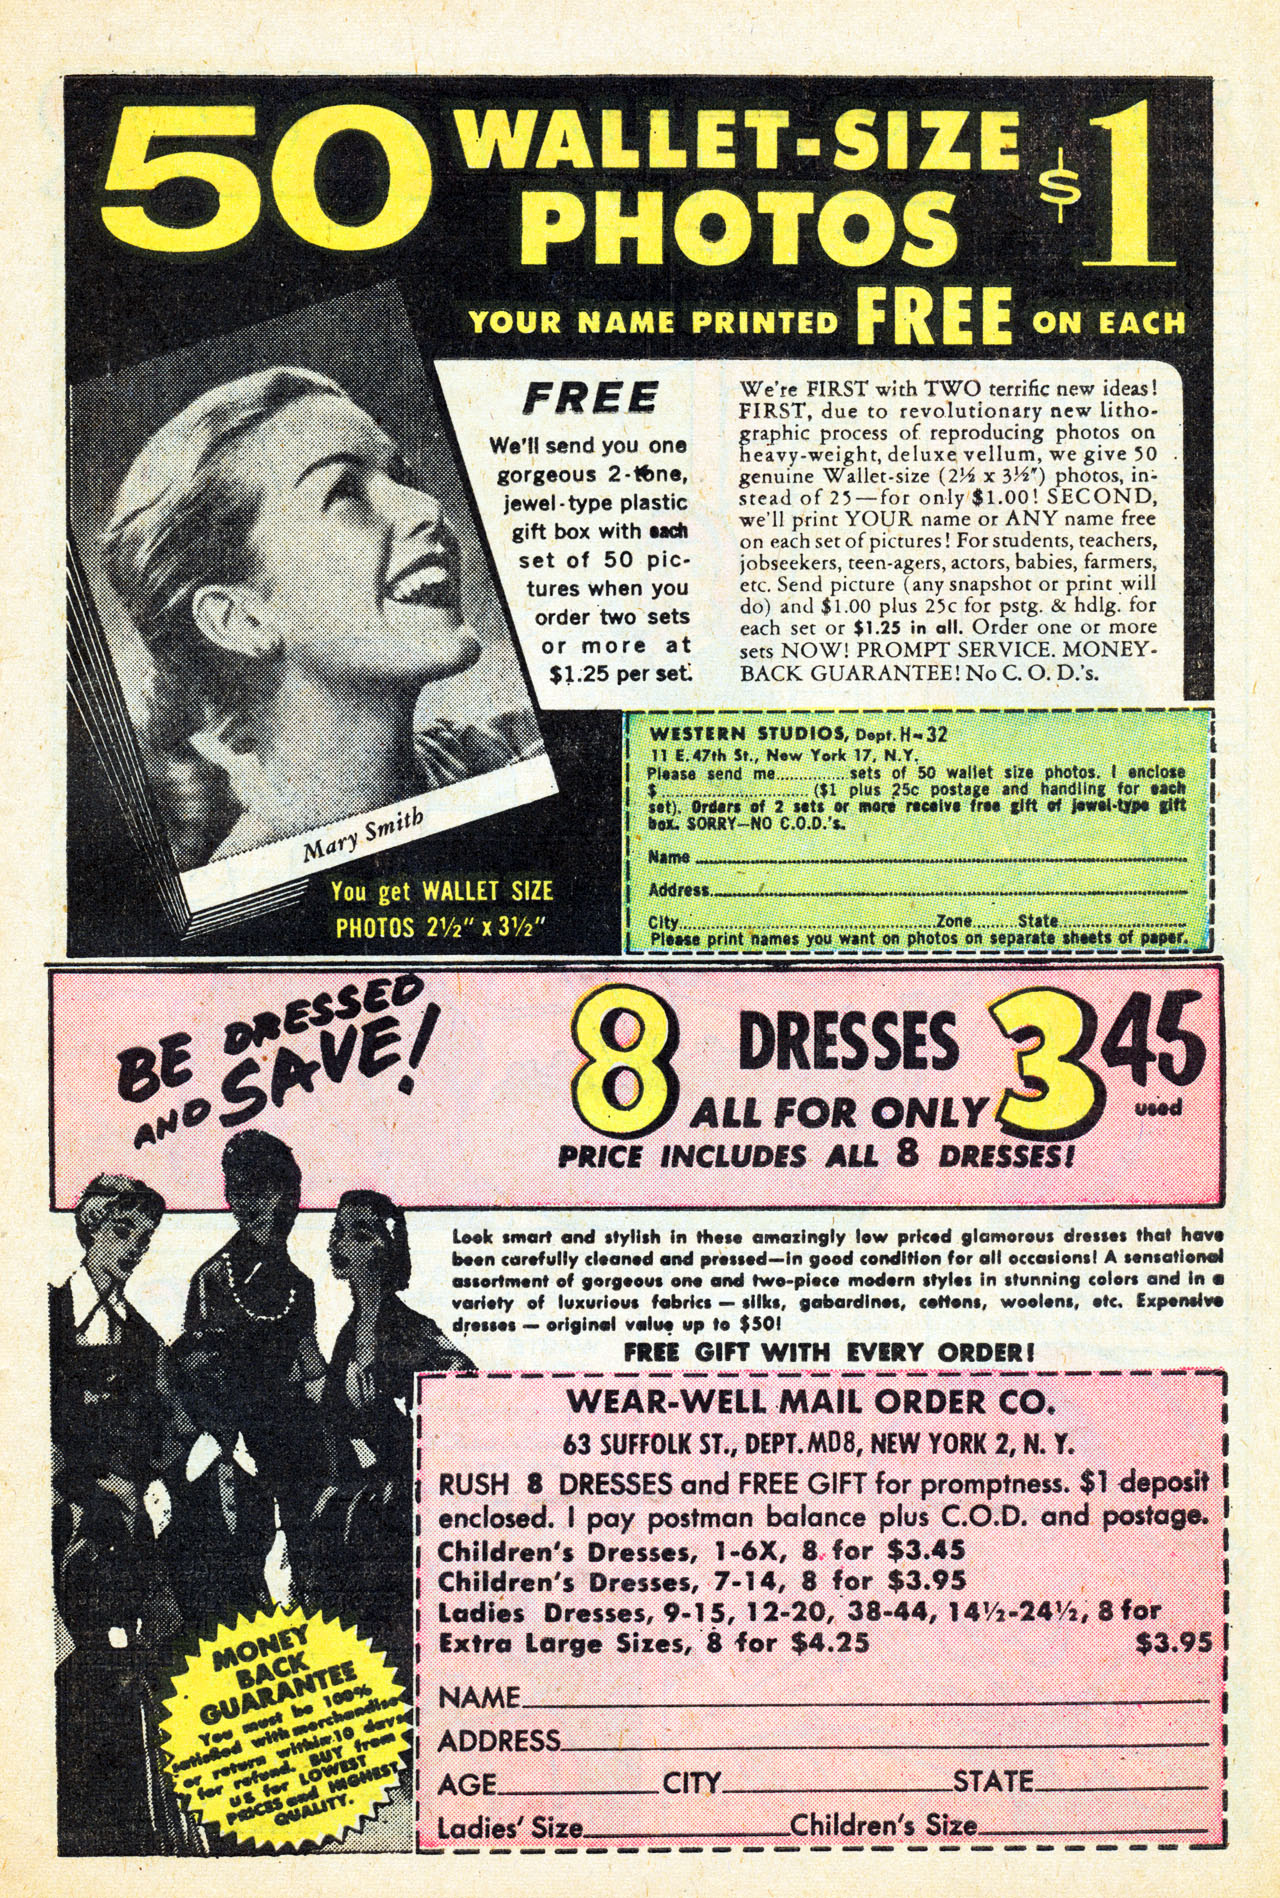 50 WALLET-SIZE PHOTOS $1
YOUR NAME PRINTED FREE ON EACH
FREE
We'll send you one
gorgeous 2-tone,
jewel-type plastic
gift box with each
set of 50 pic-
tures when you
order two sets
or more at
$1.25 per set.
We're FIRST with TWO terrific new ideas!
FIRST, due to revolutionary new litho-
graphic process of reproducing photos on
heavy-weight, deluxe vellum, we give 50
genuine Wallet-size (2½ x 3½") photos, in-
stead of 25—for only $1.00! SECOND,
we'll print YOUR name or ANY name free
on each set of pictures! For students, teachers,
jobseekers, teen-agers, actors, babies, farmers,
etc. Send picture (any snapshot or print will
do) and $1.00 plus 25c for pstg. & hdlg. for
each set or $1.25 in all. Order one or more
sets NOW! PROMPT SERVICE. MONEY-
BACK GUARANTEE! No C. O. D.'s.
Mary Smith
You get WALLET SIZE
PHOTOS 2½" x 3½"
WESTERN STUDIOS, Dept. H-32
11 E. 47th St., New York 17, N.Y.
Please send me.............. sets of 50 wallet size photos. I enclose
$.............................. ($1 plus 25c postage and handling for each
set). Orders of 2 sets or more receive free gift of jewel-type gift
box. SORRY—NO C.O.D.'s.
Name
Address
City Zone State
Please print names you want on photos on separate sheets of paper.
BE DRESSED
AND SAVE!
8 DRESSES 3 45
ALL FOR ONLY used
PRICE INCLUDES ALL 8 DRESSES!
Look smart and stylish in these amazingly low priced glamorous dresses that have
been carefully cleaned and pressed—in good condition for all occasions! A sensational
assortment of gorgeous one and two-piece modern styles in stunning colors and in a
variety of luxurious fabrics — silks, gabardines, cottons, woolens, etc. Expensive
dresses — original value up to $50!
FREE GIFT WITH EVERY ORDER!
WEAR-WELL MAIL ORDER CO.
63 SUFFOLK ST., DEPT. MD8, NEW YORK 2, N. Y.
RUSH 8 DRESSES and FREE GIFT for promptness. $1 deposit
enclosed. I pay postman balance plus C.O.D. and postage.
Children's Dresses, 1-6X, 8 for $3.45
Children's Dresses, 7-14, 8 for $3.95
Ladies Dresses, 9-15, 12-20, 38-44, 14½-24½, 8 for
Extra Large Sizes, 8 for $4.25 $3.95
NAME
ADDRESS
AGE CITY STATE
Ladies' Size Children's Size
MONEY
BACK
GUARANTEE
You must be 100%
satisfied with merchandise
or return within 10 days
for refund. BUY from
US for LOWEST
PRICES and HIGHEST
QUALITY.